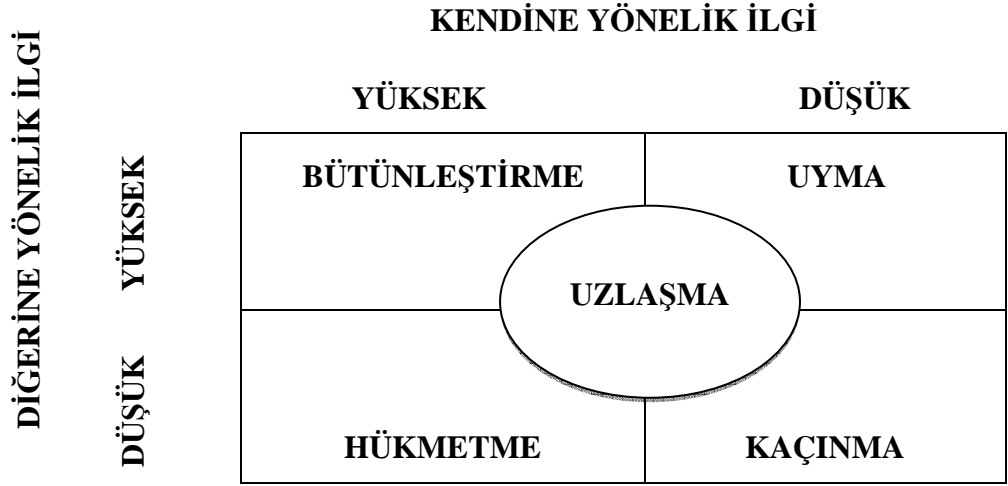 KENDİNE YÖNELİK İLGİ
DİĞERİNE YÖNELİK İLGİ
YÜKSEK
DÜŞÜK
YÜKSEK
BÜTÜNLEŞTİRME
UYMA
UZLAŞMA
DÜŞÜK
HÜKMETME
KAÇINMA